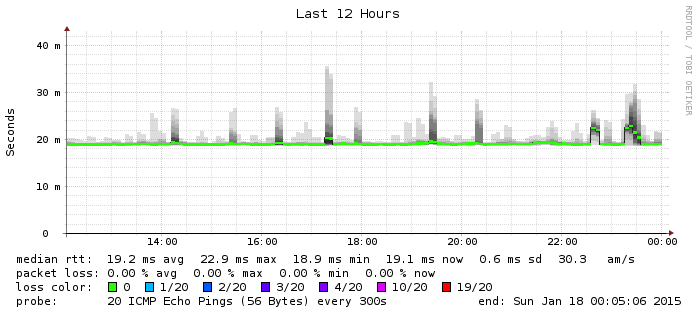 Last 12 Hours
RRDTOOL / TOBI OETIKER
Seconds
40 m
30 m
20 m
10 m
0
14:00 16:00 18:00 20:00 22:00 00:00
median rtt: 19.2 ms avg 22.9 ms max 18.9 ms min 19.1 ms now 0.6 ms sd 30.3 am/s
packet loss: 0.00 % avg 0.00 % max 0.00 % min 0.00 % now
loss color: 0 1/20 2/20 3/20 4/20 10/20 19/20
probe: 20 ICMP Echo Pings (56 Bytes) every 300s end: Sun Jan 18 00:05:06 2015